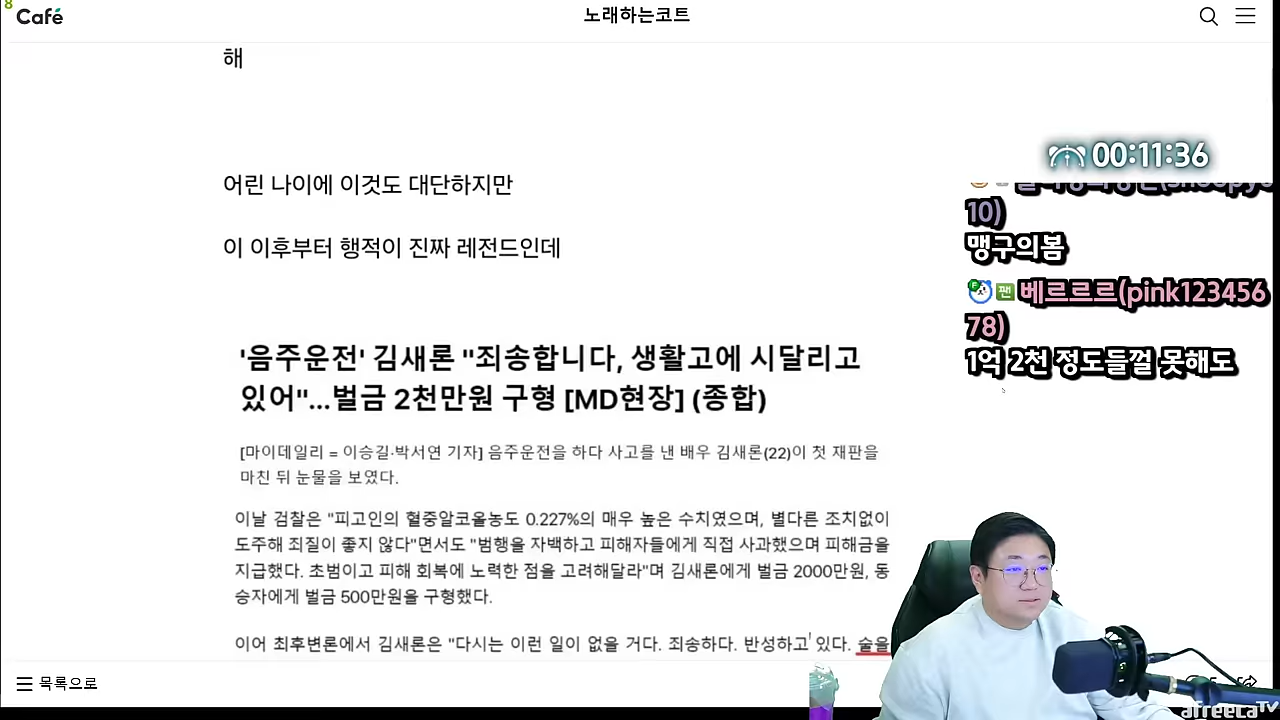 8
Café
노래하는코트
해
00:11:36
어린 나이에 이것도 대단하지만
10)
맹구의봄
이 이후부터 행적이 진짜 레전드인데
F 팬 베르르르(pink123456
78)
1억 2천 정도들껄 못해도
'음주운전' 김새론 "죄송합니다, 생활고에 시달리고
있어"...벌금 2천만원 구형 [MD현장] (종합)
[마이데일리 = 이승길·박서연 기자] 음주운전을 하다 사고를 낸 배우 김새론(22)이 첫 재판을
마친 뒤 눈물을 보였다.
이날 검찰은 "피고인의 혈중알코올농도 0.227%의 매우 높은 수치였으며, 별다른 조치없이
도주해 죄질이 좋지 않다"면서도 "범행을 자백하고 피해자들에게 직접 사과했으며 피해금을
지급했다. 초범이고 피해 회복에 노력한 점을 고려해달라"며 김새론에게 벌금 2000만원, 동
승자에게 벌금 500만원을 구형했다.
이어 최후변론에서 김새론은 "다시는 이런 일이 없을 거다. 죄송하다. 반성하고 있다. 술을
목록으로
afreecaTV